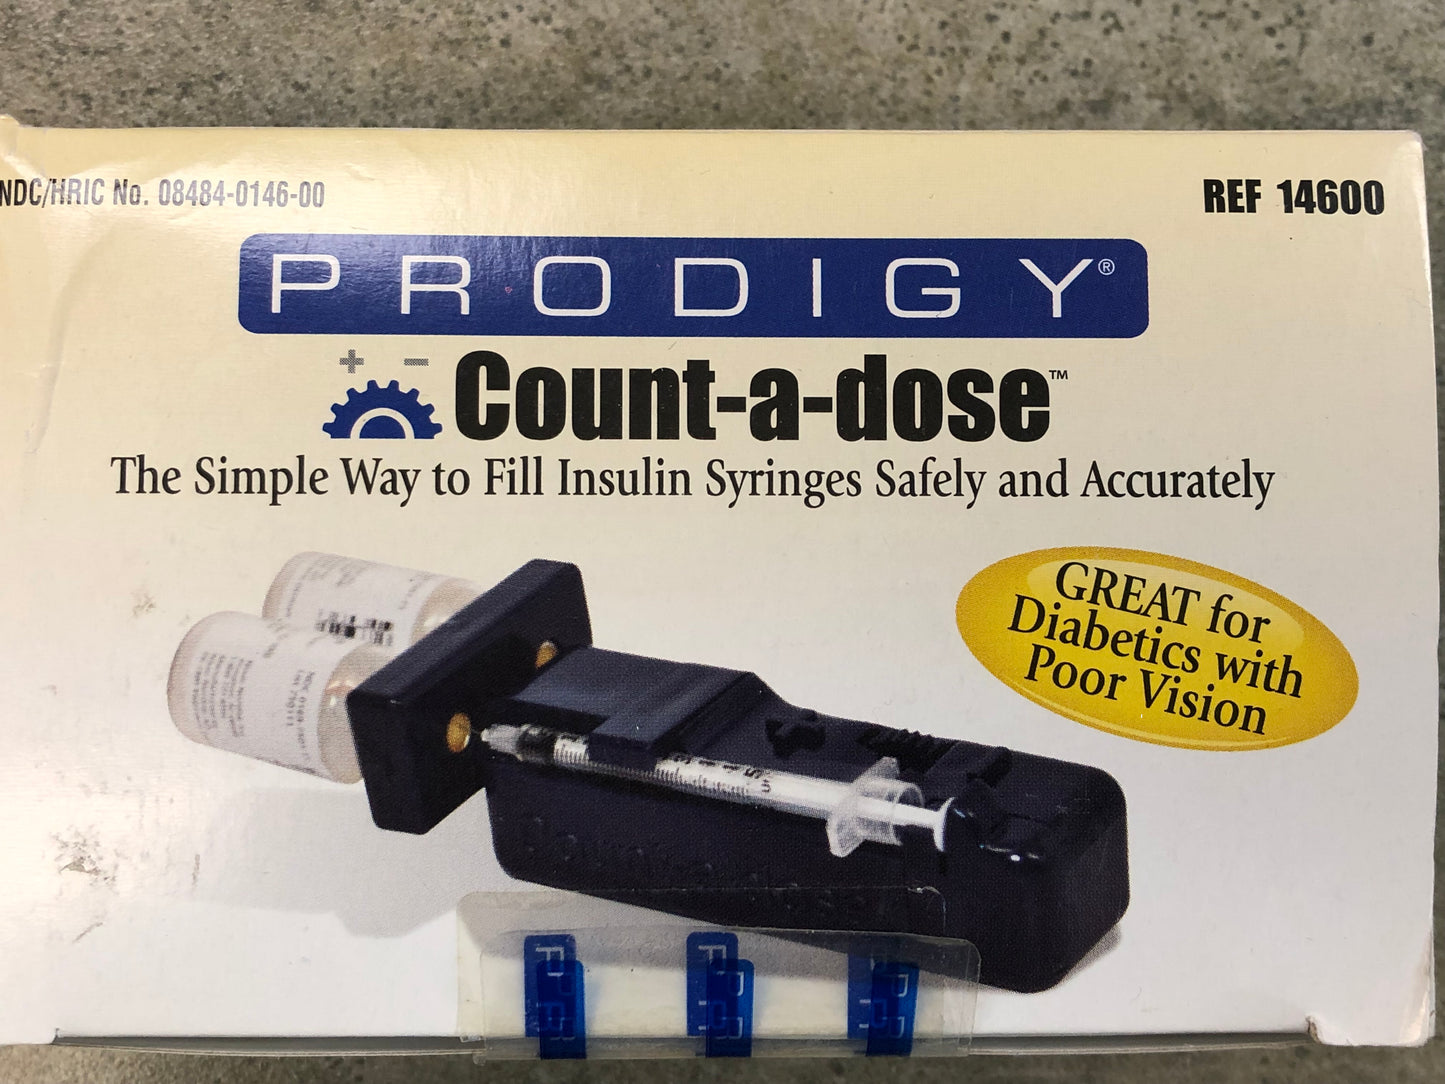 NDC/HRIC No. 08484-0146-00
REF 14600
PRODIGY®
+ −
Count-a-dose™
The Simple Way to Fill Insulin Syringes Safely and Accurately
GREAT for
Diabetics with
Poor Vision